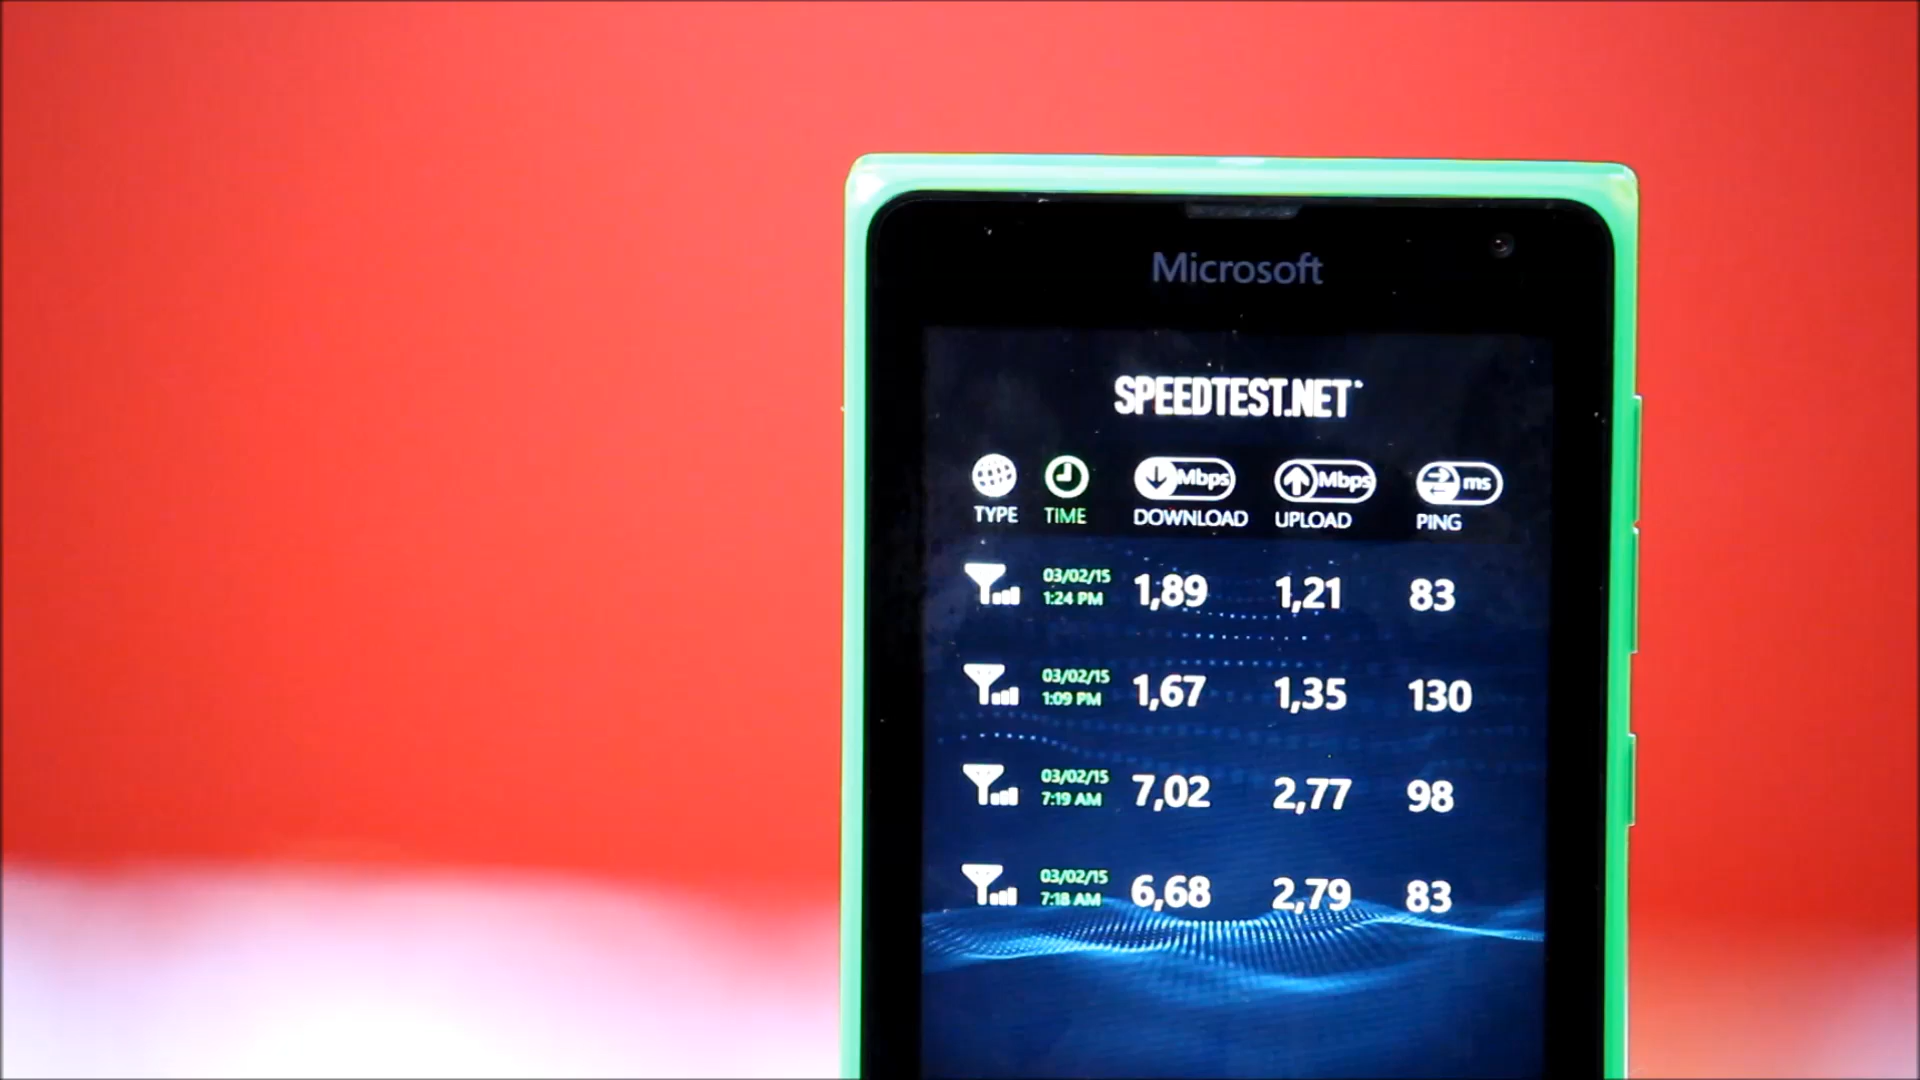 Microsoft
SPEEDTEST.NET™
Mbps Mbps ms
TYPE TIME DOWNLOAD UPLOAD PING
03/02/15
1:24 PM 1,89 1,21 83
03/02/15
1:09 PM 1,67 1,35 130
03/02/15
7:19 AM 7,02 2,77 98
03/02/15
7:18 AM 6,68 2,79 83